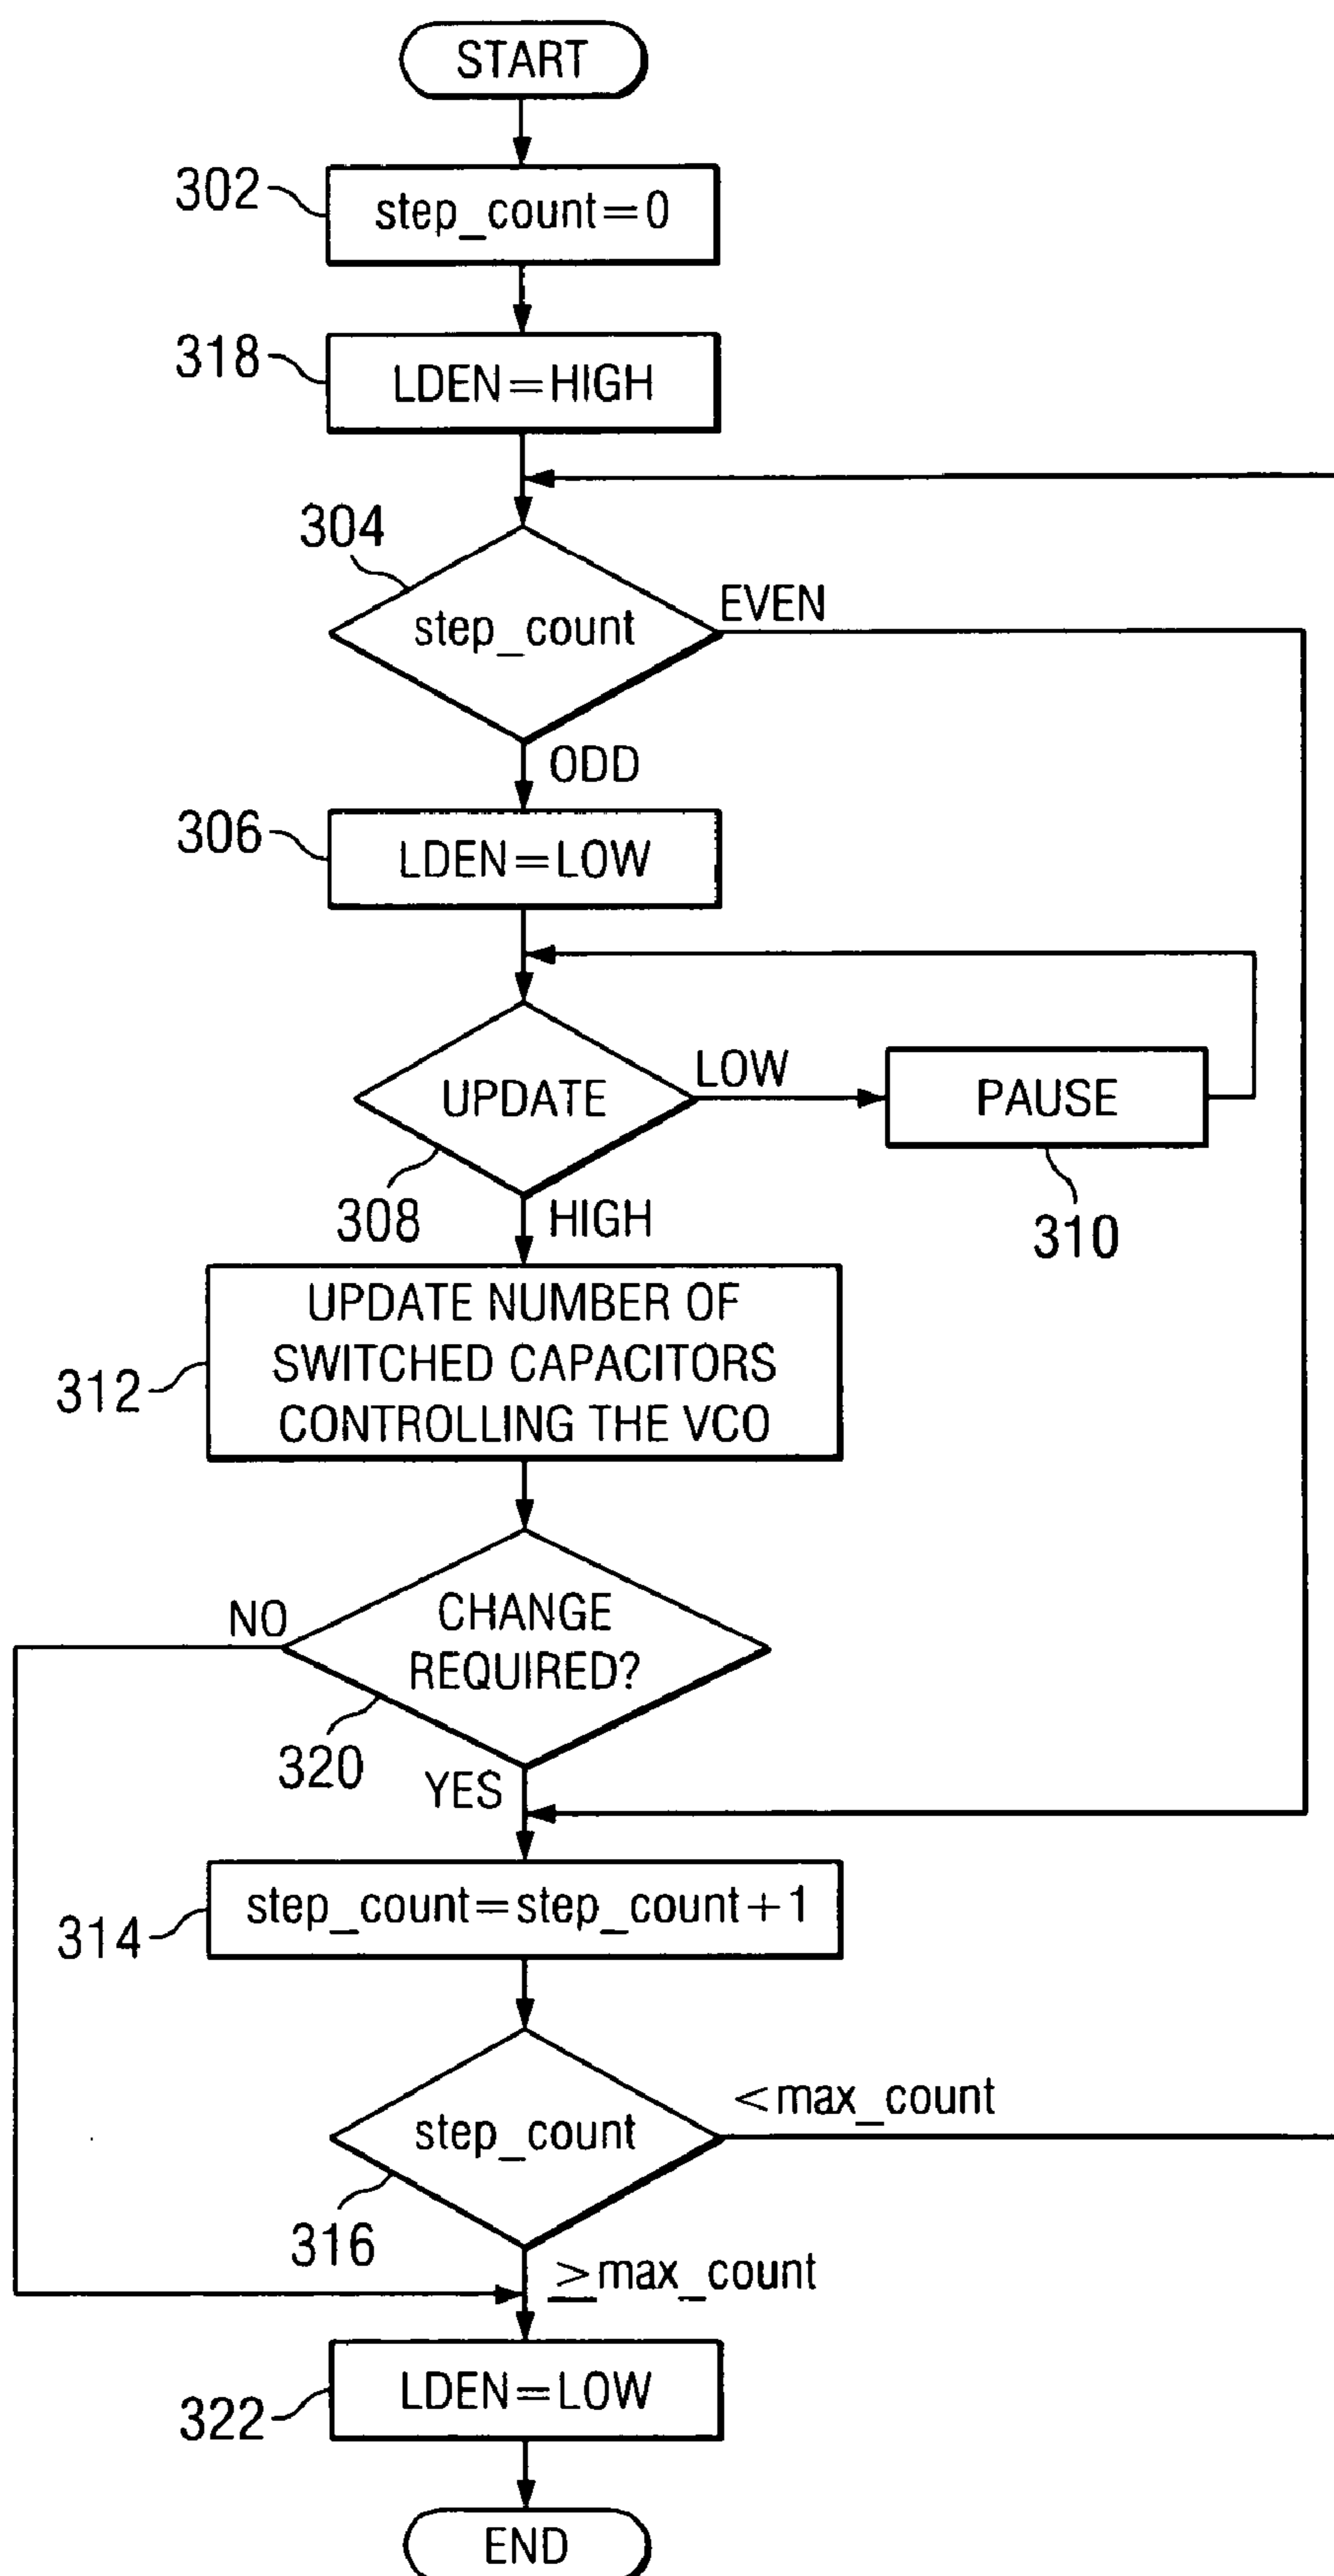 START
302
step_count=0
318
LDEN=HIGH
304
step_count
EVEN
ODD
306
LDEN=LOW
UPDATE
LOW
PAUSE
308
HIGH
310
UPDATE NUMBER OF
SWITCHED CAPACITORS
CONTROLLING THE VCO
312
NO
CHANGE
REQUIRED?
320
YES
step_count=step_count+1
314
<max_count
step_count
316
≥max_count
LDEN=LOW
322
END